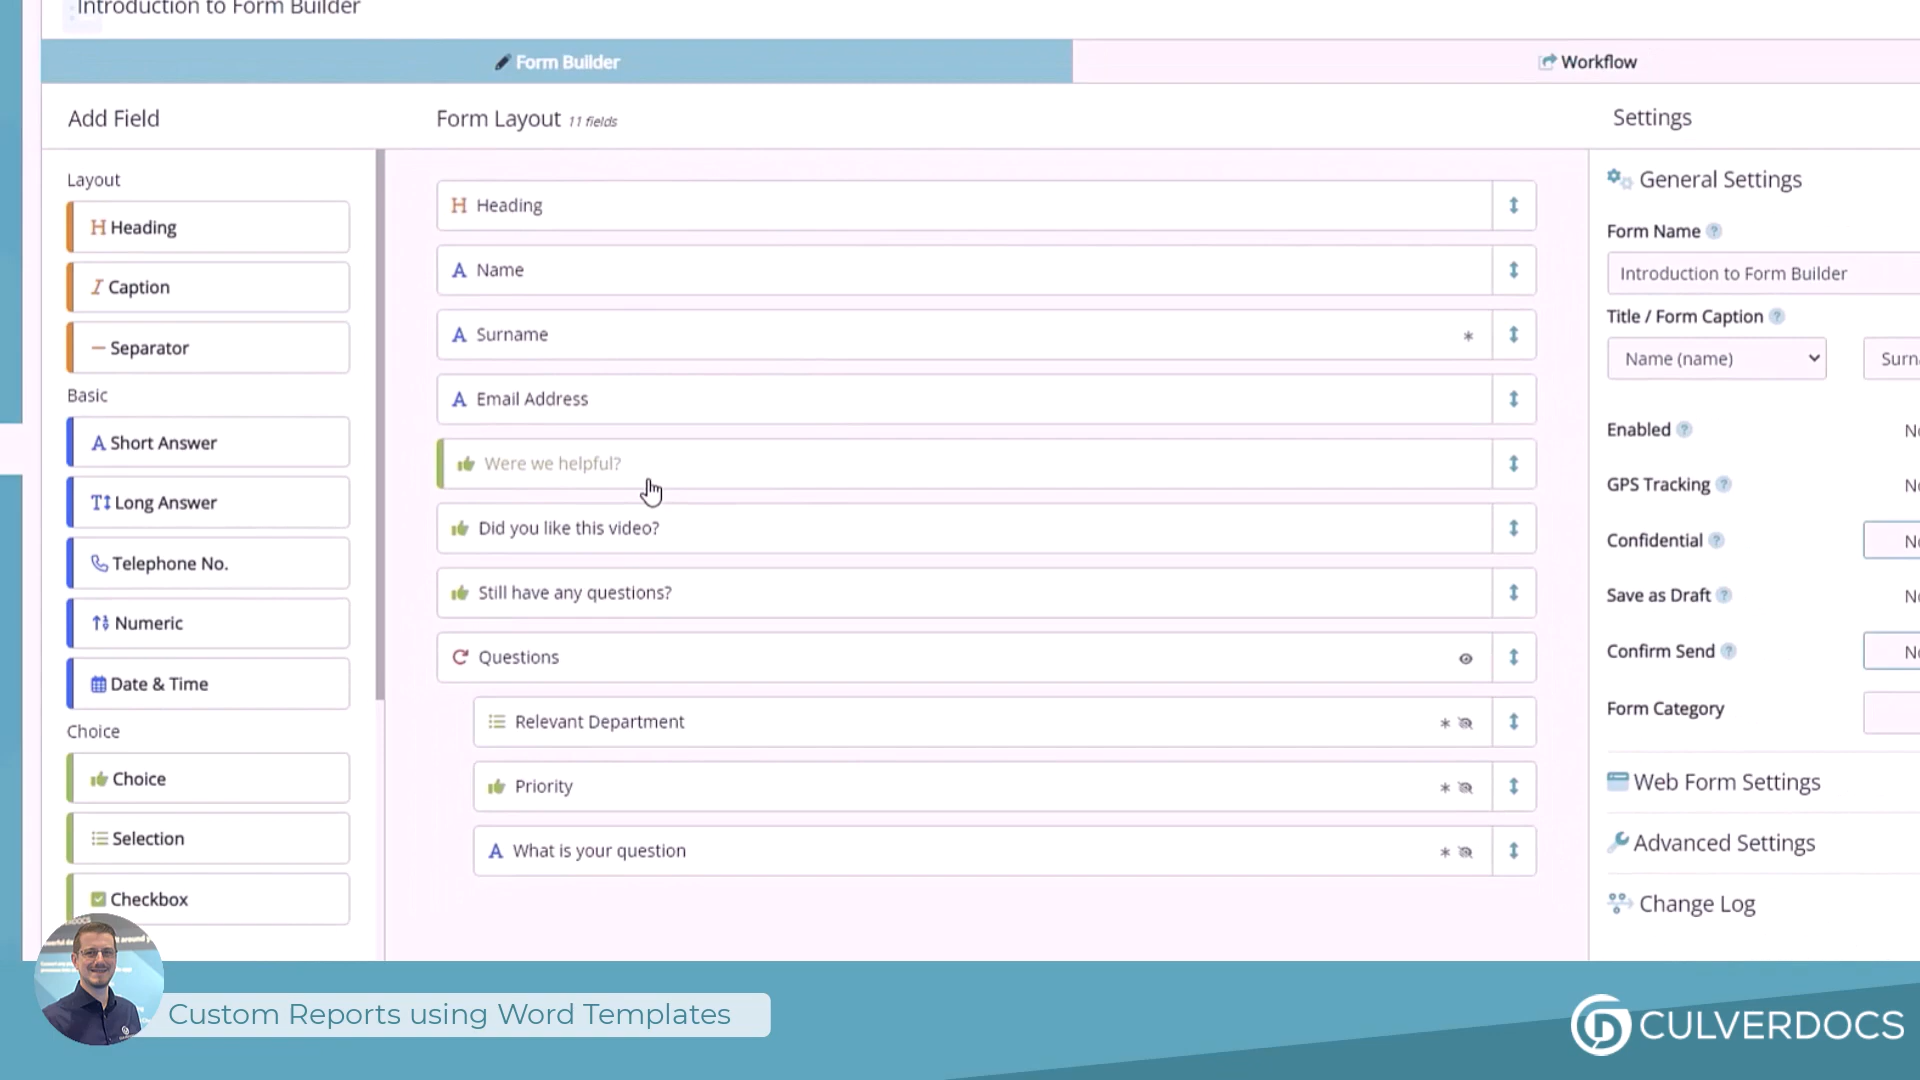 Introduction to Form Builder
Form Builder
Workflow
Add Field
Form Layout 11 fields
Settings
Layout
Heading
Caption
Separator
Basic
Short Answer
Long Answer
Telephone No.
Numeric
Date & Time
Choice
Choice
Selection
Checkbox
Heading
Name
Surname *
Email Address
Were we helpful?
Did you like this video?
Still have any questions?
Questions
Relevant Department *
Priority *
What is your question *
General Settings
Form Name ?
Introduction to Form Builder
Title / Form Caption ?
Name (name)
Enabled ?
GPS Tracking ?
Confidential ?
Save as Draft ?
Confirm Send ?
Form Category
Web Form Settings
Advanced Settings
Change Log
Custom Reports using Word Templates
CULVERDOCS